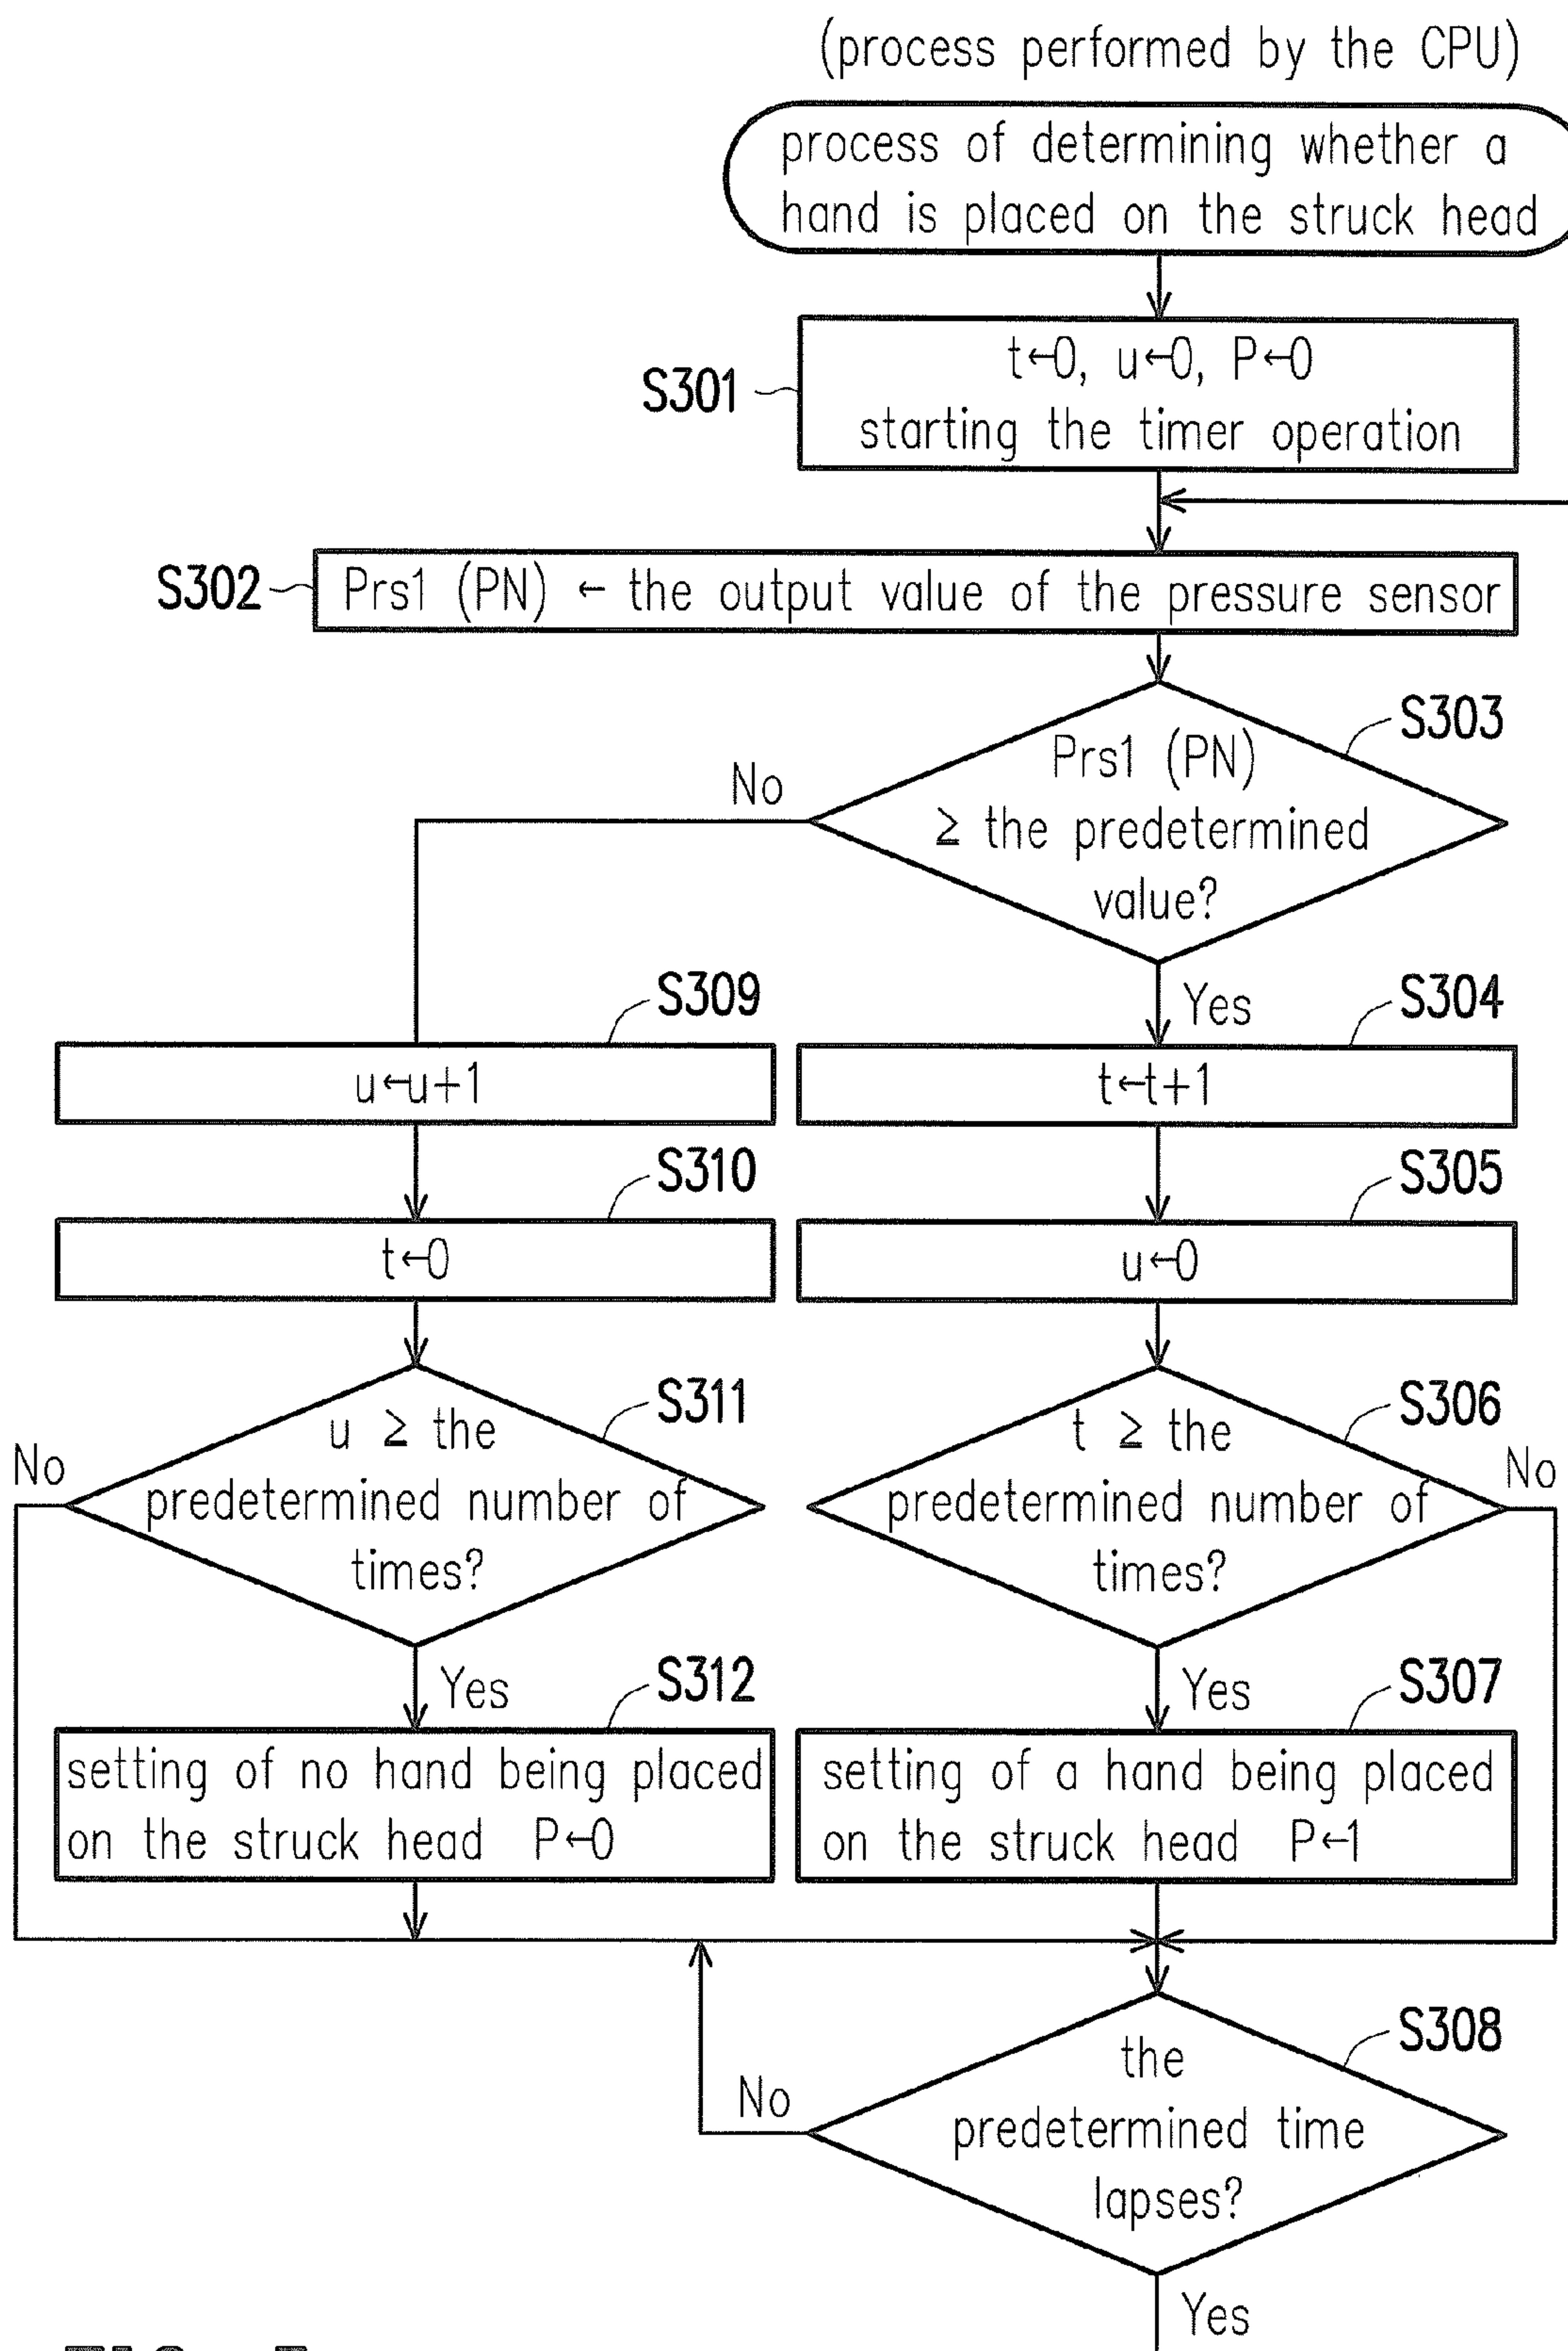 (process performed by the CPU)
process of determining whether a
hand is placed on the struck head
S301
t←0, u←0, P←0
starting the timer operation
S302
Prs1 (PN) ← the output value of the pressure sensor
S303
Prs1 (PN)
≥ the predetermined
value?
No
Yes
S309
u←u+1
S304
t←t+1
S310
t←0
S305
u←0
S311
u ≥ the
predetermined number of
times?
No
Yes
S306
t ≥ the
predetermined number of
times?
No
Yes
S312
setting of no hand being placed
on the struck head P←0
S307
setting of a hand being placed
on the struck head P←1
S308
the
predetermined time
lapses?
No
Yes